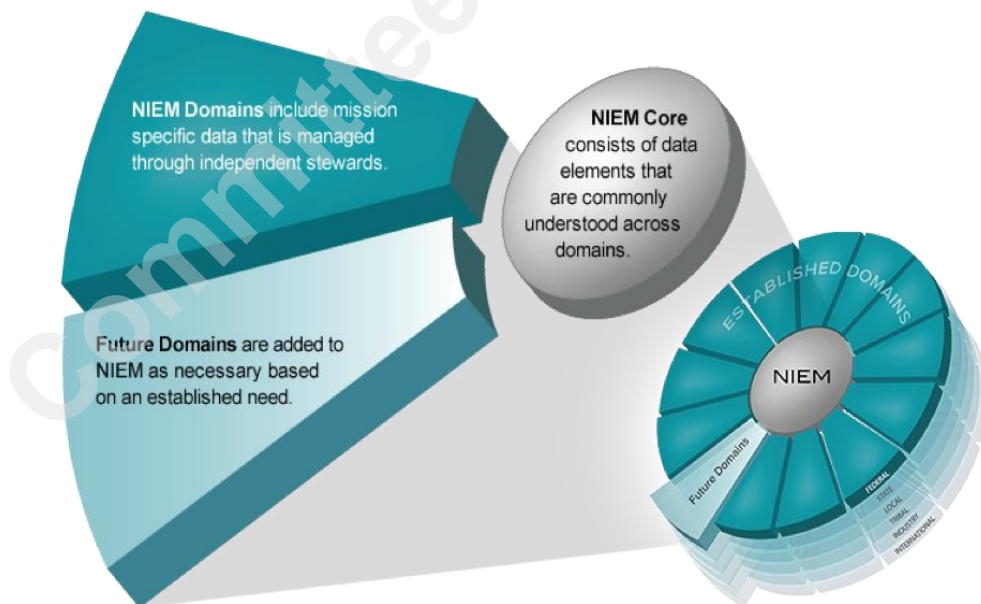 Committee
NIEM Domains include mission
specific data that is managed
through independent stewards.
NIEM Core
consists of data
elements that
are commonly
understood across
domains.
Future Domains are added to
NIEM as necessary based
on an established need.
ESTABLISHED DOMAINS
NIEM
Future Domains
FEDERAL
STATE
LOCAL
TRIBAL
INDUSTRY
INTERNATIONAL